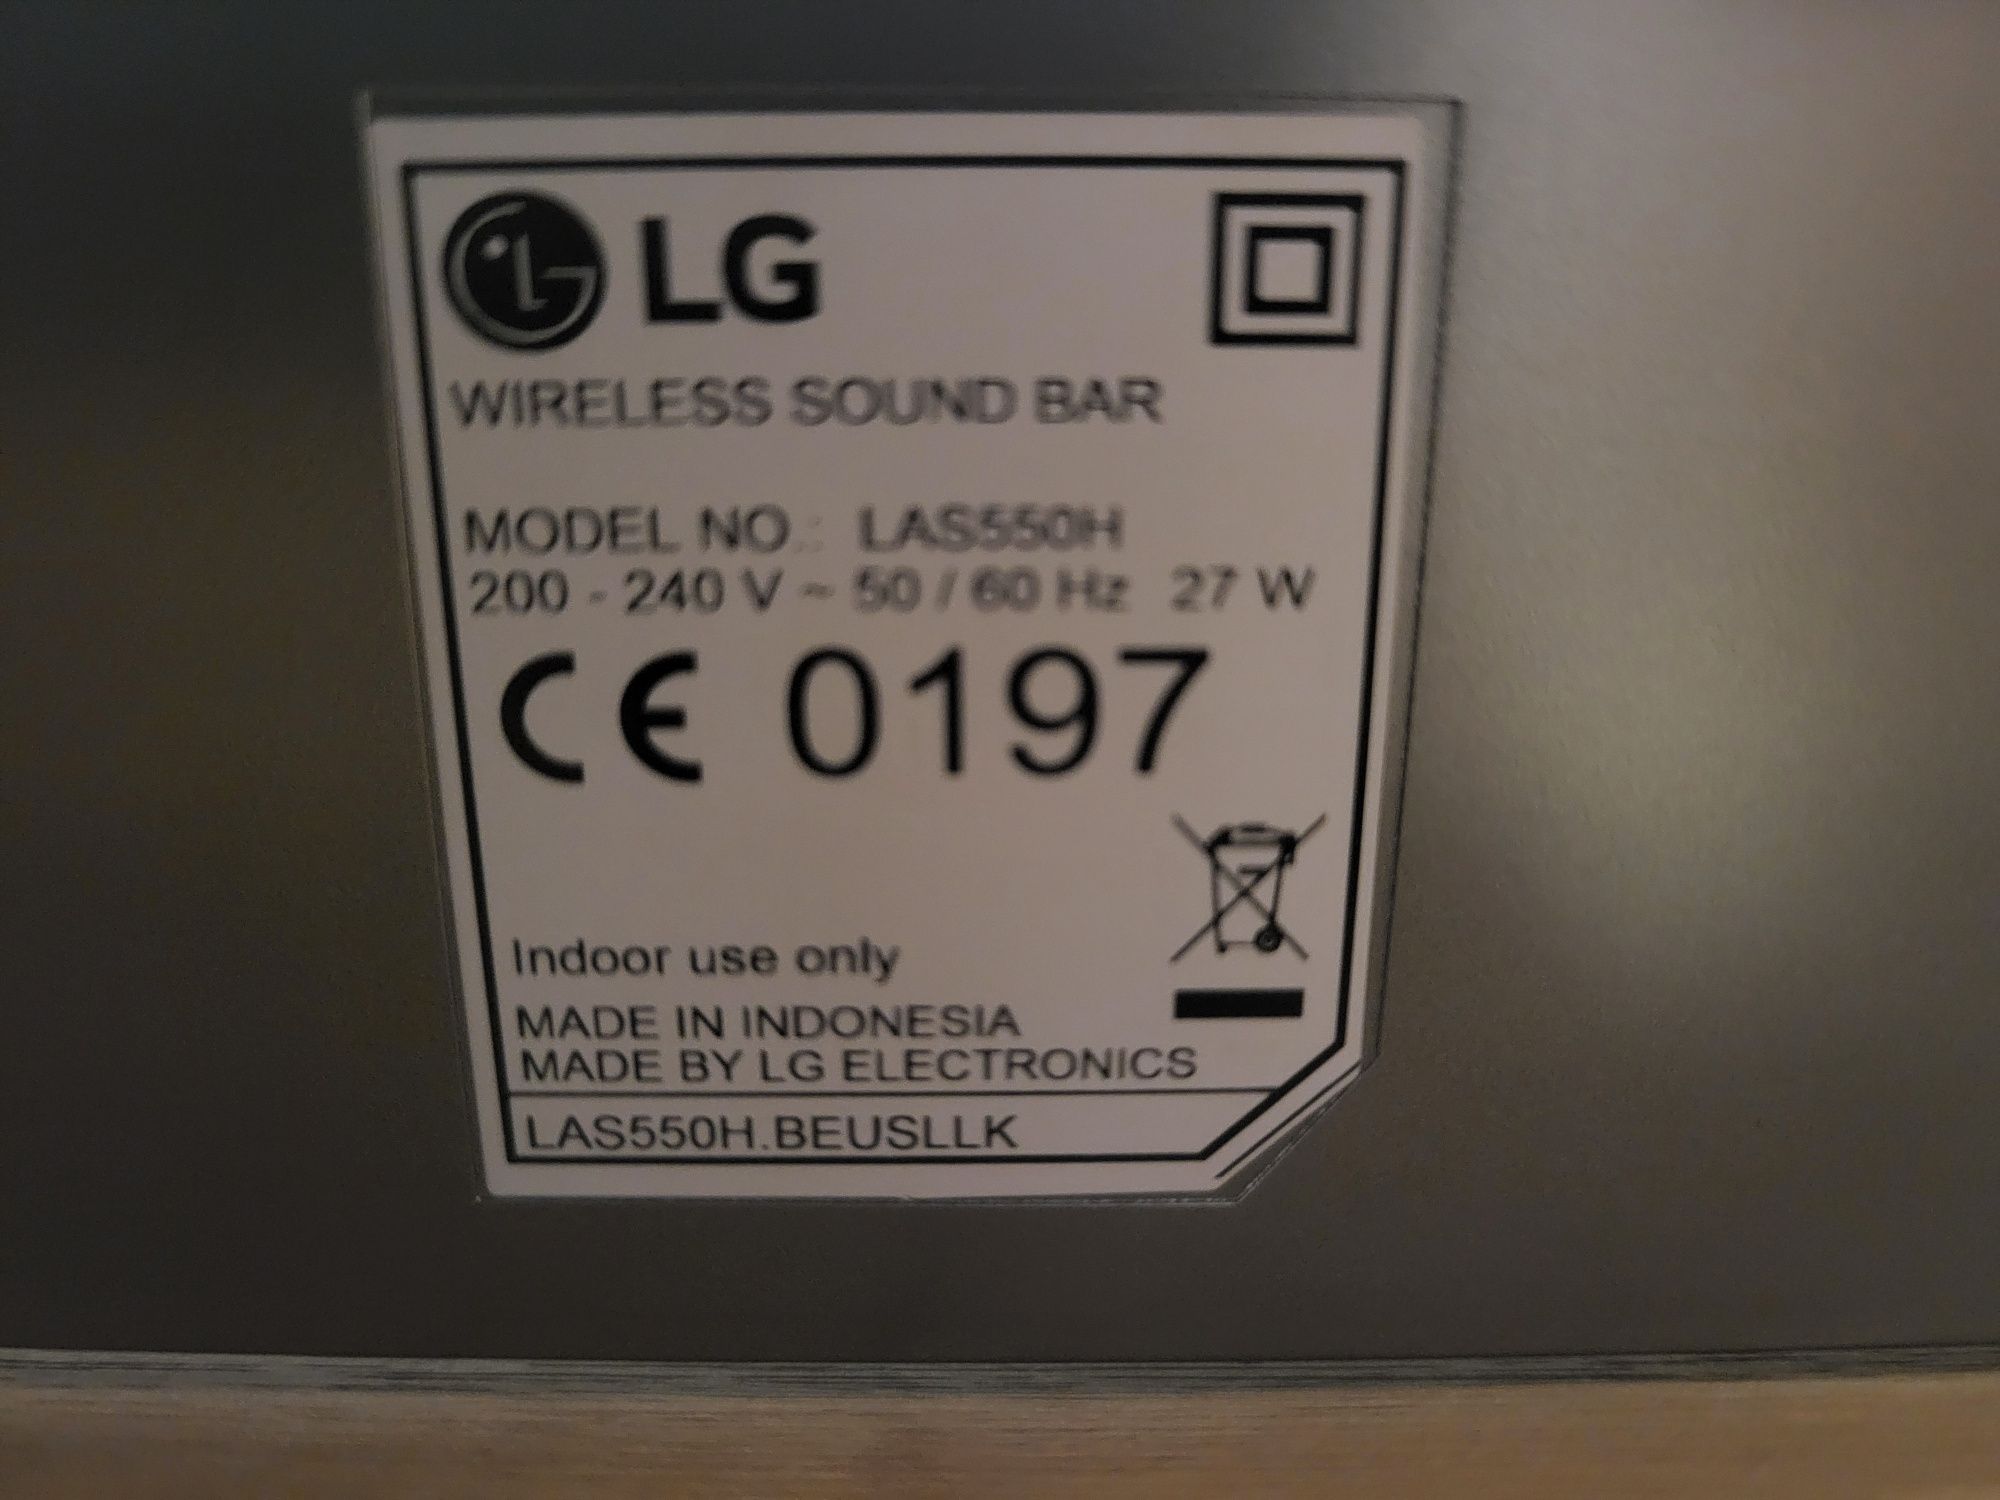 LG
WIRELESS SOUND BAR
MODEL NO.: LAS550H
200 - 240 V ~ 50 / 60 Hz 27 W
CE 0197
Indoor use only
MADE IN INDONESIA
MADE BY LG ELECTRONICS
LAS550H.BEUSLLK